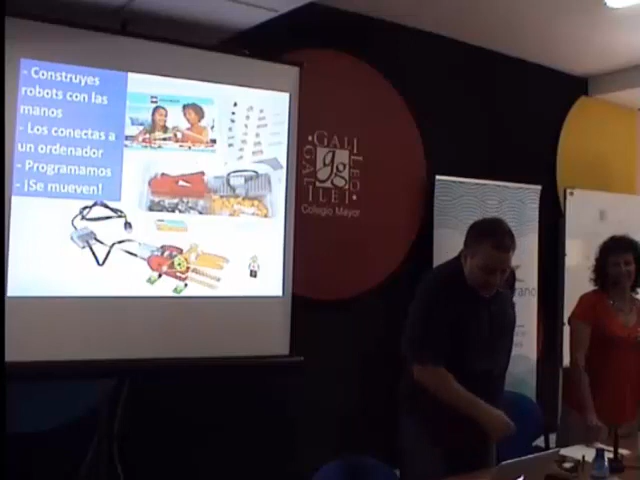 - Construyes
robots con las
manos
- Los conectas a
un ordenador
- Programamos
- ¡Se mueven!
GALILEO
GALILEI
gg
Colegio Mayor